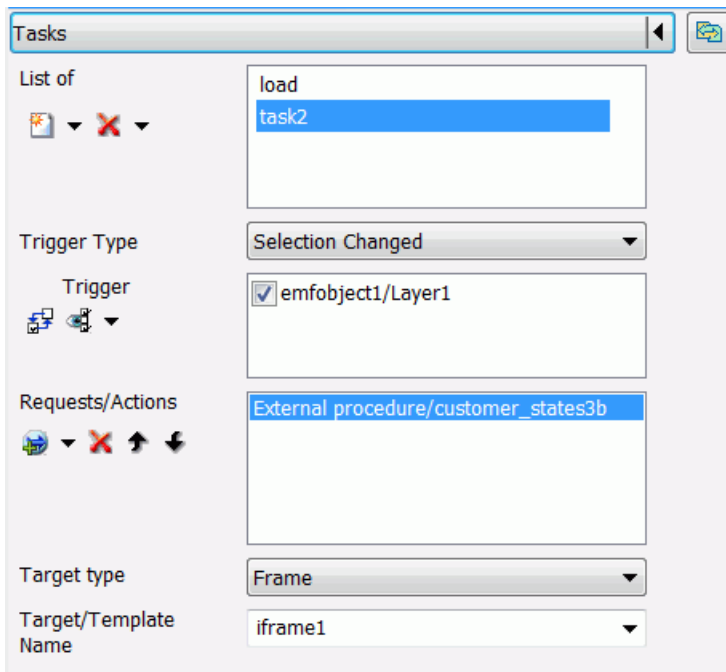 Tasks
List of
load
task2
Trigger Type
Selection Changed
Trigger
emfobject1/Layer1
Requests/Actions
External procedure/customer_states3b
Target type
Frame
Target/Template
Name
iframe1